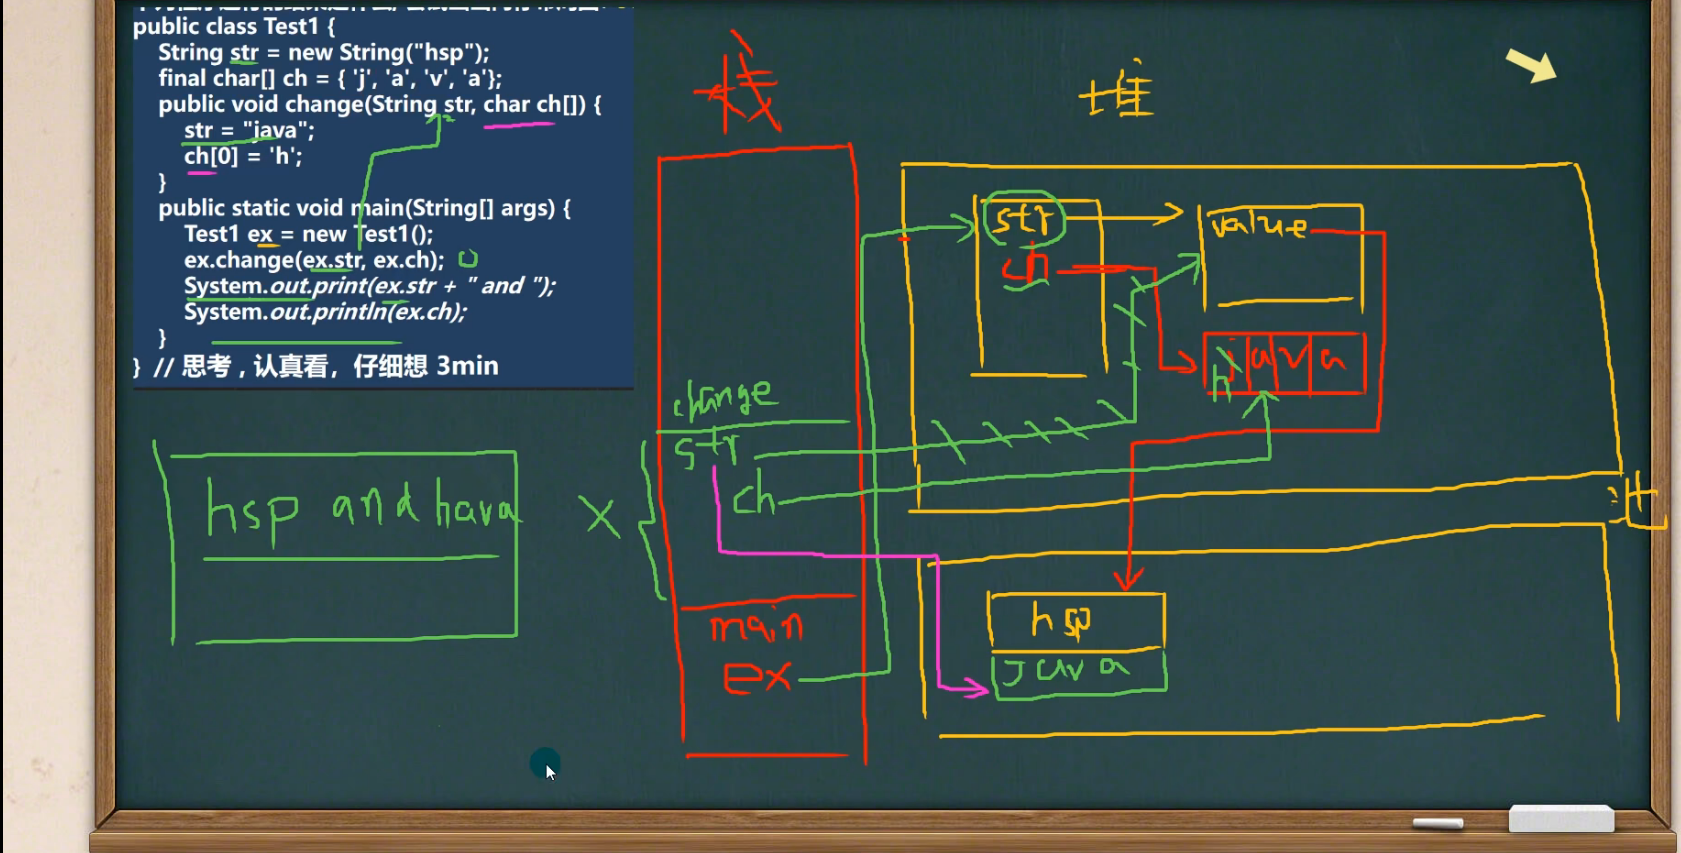 public class Test1 {
String str = new String("hsp");
final char[] ch = { 'j', 'a', 'v', 'a'};
public void change(String str, char ch[]) {
str = "java";
ch[0] = 'h';
}
public static void main(String[] args) {
Test1 ex = new Test1();
ex.change(ex.str, ex.ch);
System.out.print(ex.str + " and ");
System.out.println(ex.ch);
}
} // 思考，认真看，仔细想 3min
栈
堆
str
value
ch
j a v a
h
change
str
ch
hsp and hava
X
main
hsp
ex
java